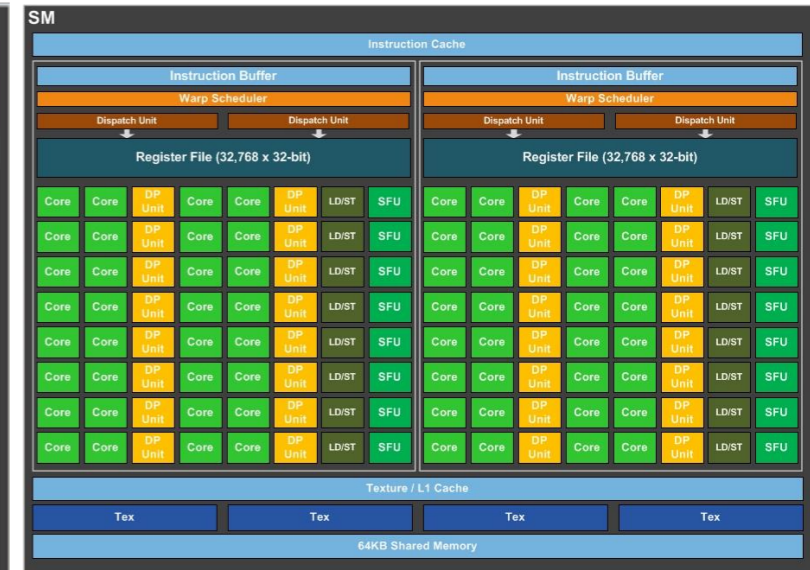 SM
Instruction Cache
Instruction Buffer Instruction Buffer
Warp Scheduler Warp Scheduler
Dispatch Unit Dispatch Unit Dispatch Unit Dispatch Unit
Register File (32,768 x 32-bit) Register File (32,768 x 32-bit)
Core Core DP Unit Core Core DP Unit LD/ST SFU Core Core DP Unit Core Core DP Unit LD/ST SFU
Core Core DP Unit Core Core DP Unit LD/ST SFU Core Core DP Unit Core Core DP Unit LD/ST SFU
Core Core DP Unit Core Core DP Unit LD/ST SFU Core Core DP Unit Core Core DP Unit LD/ST SFU
Core Core DP Unit Core Core DP Unit LD/ST SFU Core Core DP Unit Core Core DP Unit LD/ST SFU
Core Core DP Unit Core Core DP Unit LD/ST SFU Core Core DP Unit Core Core DP Unit LD/ST SFU
Core Core DP Unit Core Core DP Unit LD/ST SFU Core Core DP Unit Core Core DP Unit LD/ST SFU
Core Core DP Unit Core Core DP Unit LD/ST SFU Core Core DP Unit Core Core DP Unit LD/ST SFU
Core Core DP Unit Core Core DP Unit LD/ST SFU Core Core DP Unit Core Core DP Unit LD/ST SFU
Texture / L1 Cache
Tex Tex Tex Tex
64KB Shared Memory